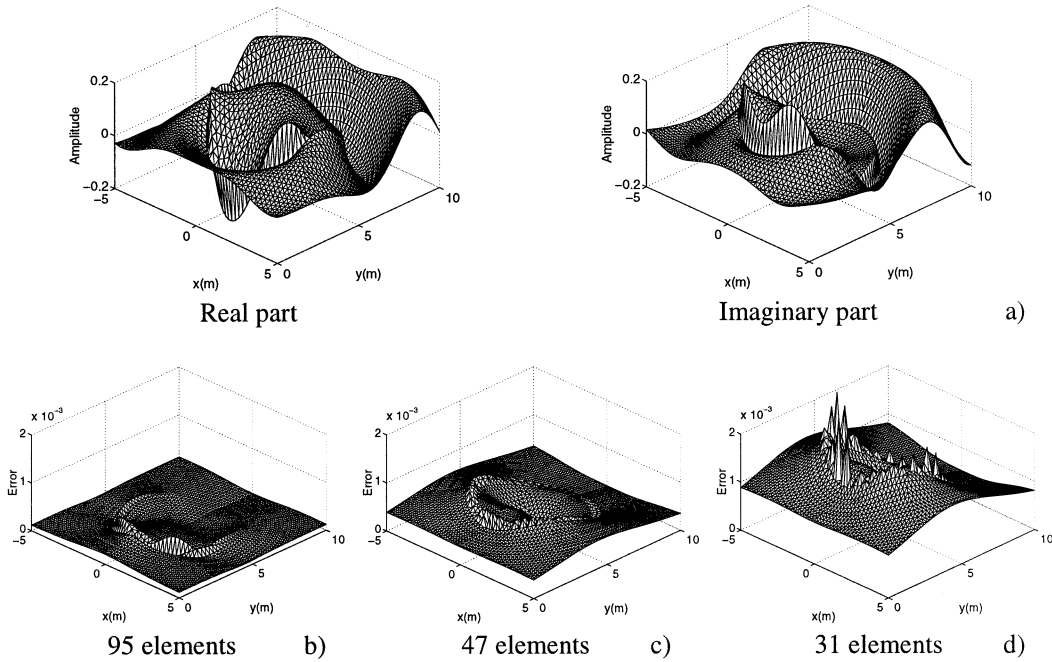 0.2
0
−0.2
Amplitude
−5
0
5
x(m)
0
5
10
y(m)
Real part
0.2
0
−0.2
Amplitude
−5
0
5
x(m)
0
5
10
y(m)
Imaginary part
a)
x 10⁻³
2
1
0
Error
−5
0
5
x(m)
0
5
10
y(m)
95 elements
b)
x 10⁻³
2
1
0
Error
−5
0
5
x(m)
0
5
10
y(m)
47 elements
c)
x 10⁻³
2
1
0
Error
−5
0
5
x(m)
0
5
10
y(m)
31 elements
d)